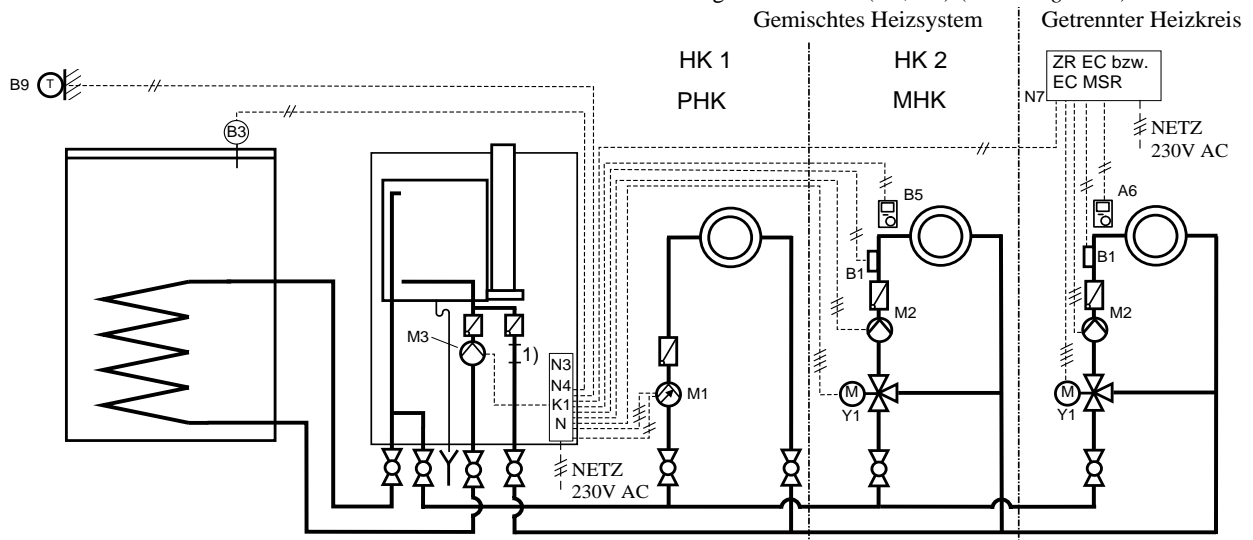 Gemischtes Heizsystem
Getrennter Heizkreis
HK 1
HK 2
PHK
MHK
ZR EC bzw.
EC MSR
N7
NETZ
230V AC
B9
T
B3
B5
A6
B1
B1
M2
M2
M3
1)
N3
N4
K1
N
M1
M
Y1
M
Y1
NETZ
230V AC